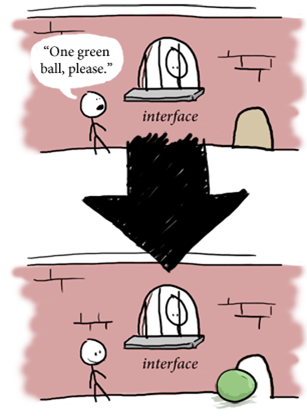 “One green
ball, please.”
interface
interface